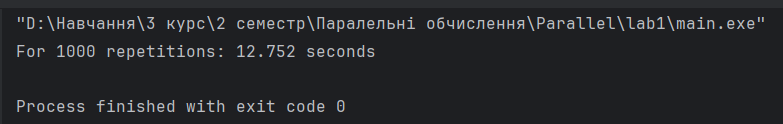 "D:\Навчання\3 курс\2 семестр\Паралельні обчислення\Parallel\lab1\main.exe"
For 1000 repetitions: 12.752 seconds
Process finished with exit code 0